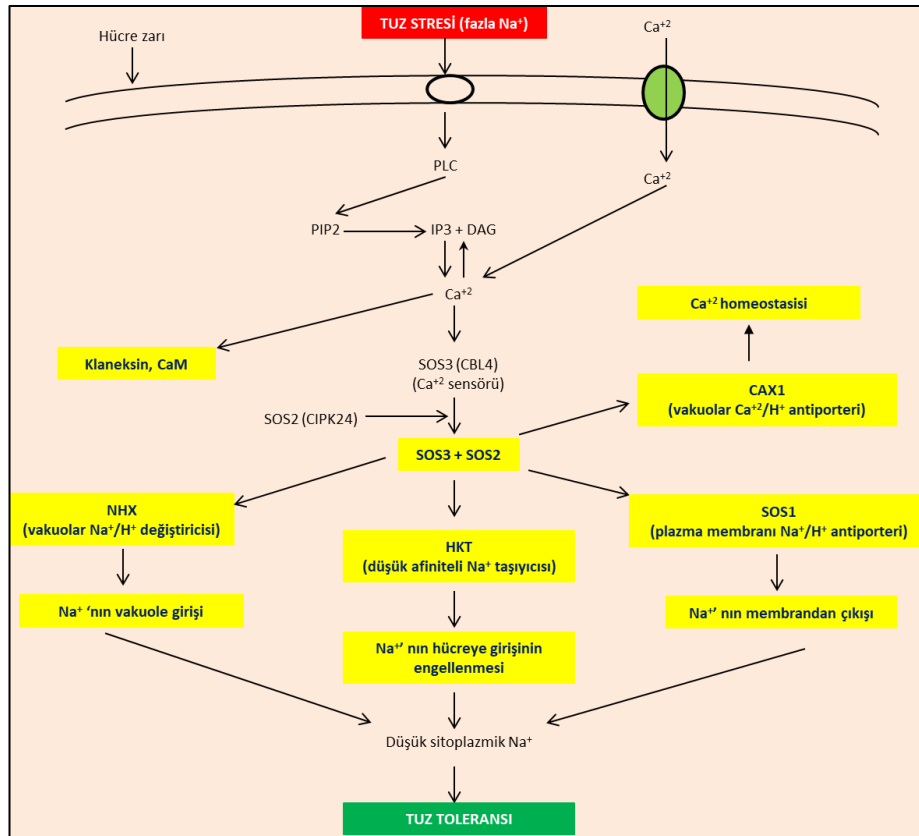 TUZ STRESİ (fazla Na⁺)
Hücre zarı
Ca⁺²
PLC
Ca⁺²
PIP2
IP3 + DAG
Ca⁺²
Ca⁺² homeostasisi
Klaneksin, CaM
SOS3 (CBL4)
(Ca⁺² sensörü)
CAX1
(vakuolar Ca⁺²/H⁺ antiporteri)
SOS2 (CIPK24)
SOS3 + SOS2
NHX
(vakuolar Na⁺/H⁺ değiştiricisi)
HKT
(düşük afiniteli Na⁺ taşıyıcısı)
SOS1
(plazma membranı Na⁺/H⁺ antiporteri)
Na⁺ ‘nın vakuole girişi
Na⁺’ nın hücreye girişinin
engellenmesi
Na⁺’ nın membrandan çıkışı
Düşük sitoplazmik Na⁺
TUZ TOLERANSI